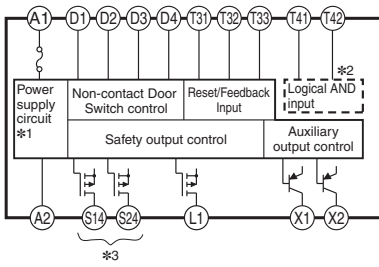 A1 D1 D2 D3 D4 T31 T32 T33 T41 T42
*2
Power
supply
circuit
*1
Non-contact Door
Switch control
Reset/Feedback
Input
Logical AND
input
Safety output control
Auxiliary
output control
A2 S14 S24 L1 X1 X2
*3